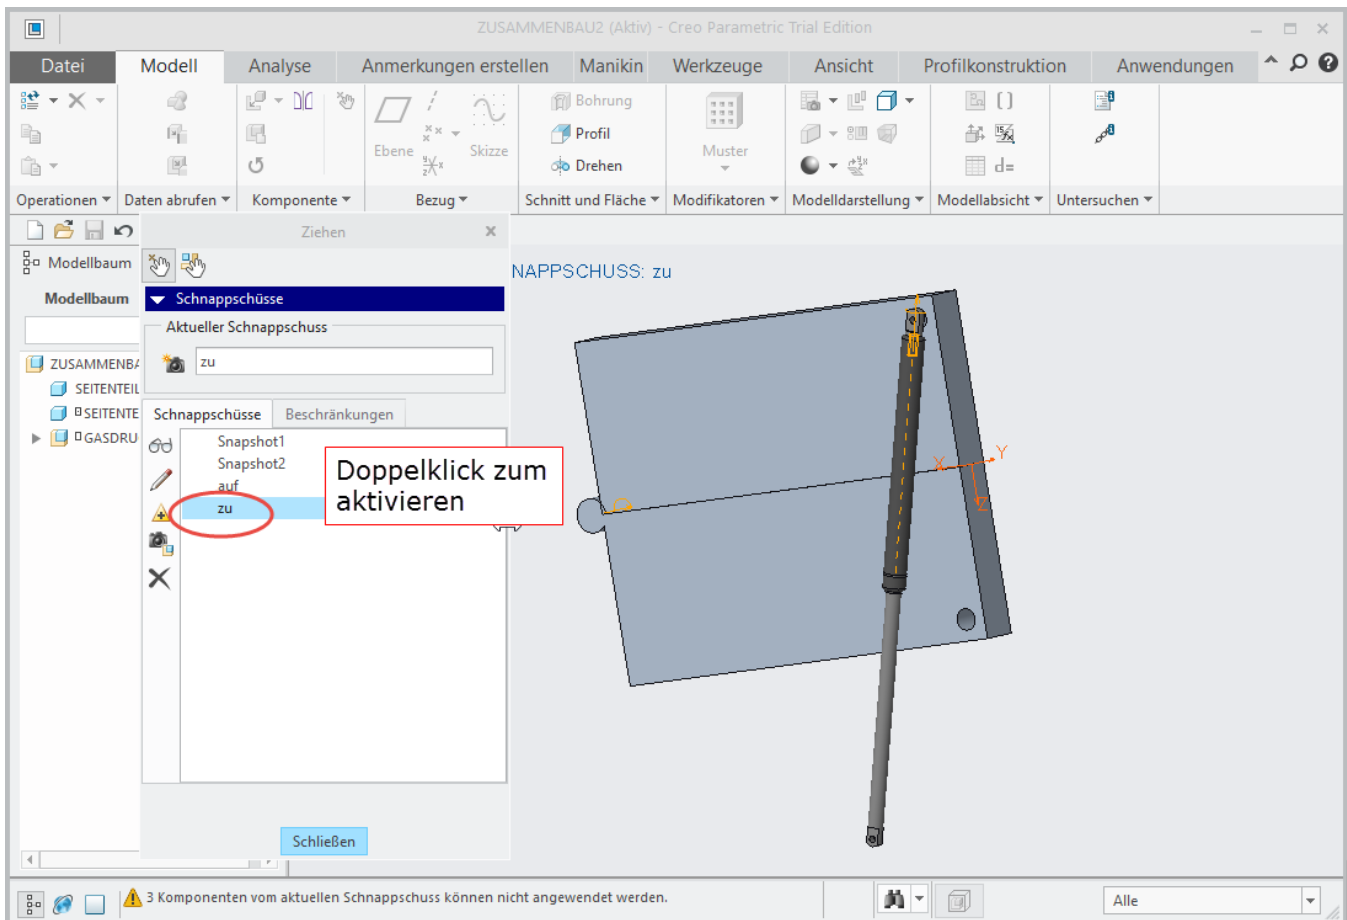 ZUSAMMENBAU2 (Aktiv) - Creo Parametric Trial Edition
Datei Modell Analyse Anmerkungen erstellen Manikin Werkzeuge Ansicht Profilkonstruktion Anwendungen
Bohrung
Profil
Ebene Skizze Muster
Drehen
d=
Operationen Daten abrufen Komponente Bezug Schnitt und Fläche Modifikatoren Modelldarstellung Modellabsicht Untersuchen
Ziehen
Modellbaum
NAPPSCHUSS: zu
Modellbaum
Schnappschüsse
Aktueller Schnappschuss
zu
ZUSAMMENBA
SEITENTEIL
SEITENTE
GASDRU
Schnappschüsse Beschränkungen
Snapshot1
Snapshot2
auf
zu
Doppelklick zum
aktivieren
X Y
Z
Schließen
3 Komponenten vom aktuellen Schnappschuss können nicht angewendet werden.
Alle